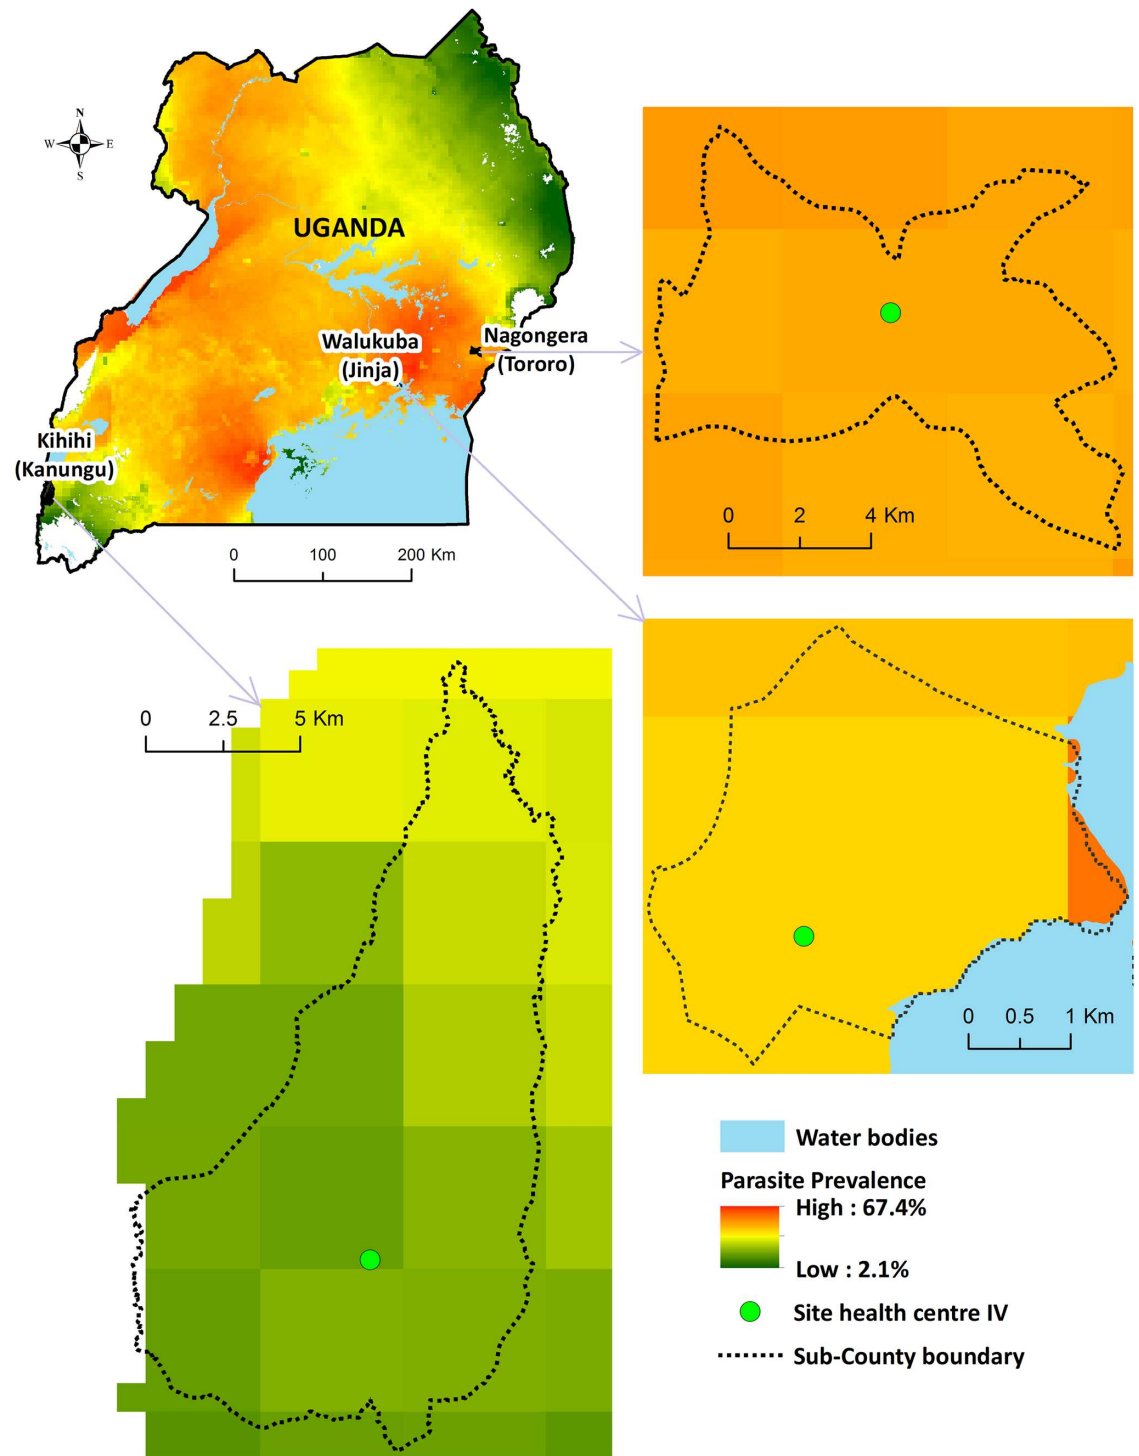 N
W E
S
UGANDA
Walukuba
(Jinja)
Nagongera
(Tororo)
Kihihi
(Kanungu)
0 100 200 Km
0 2 4 Km
0 2.5 5 Km
0 0.5 1 Km
Water bodies
Parasite Prevalence
High : 67.4%
Low : 2.1%
Site health centre IV
Sub-County boundary